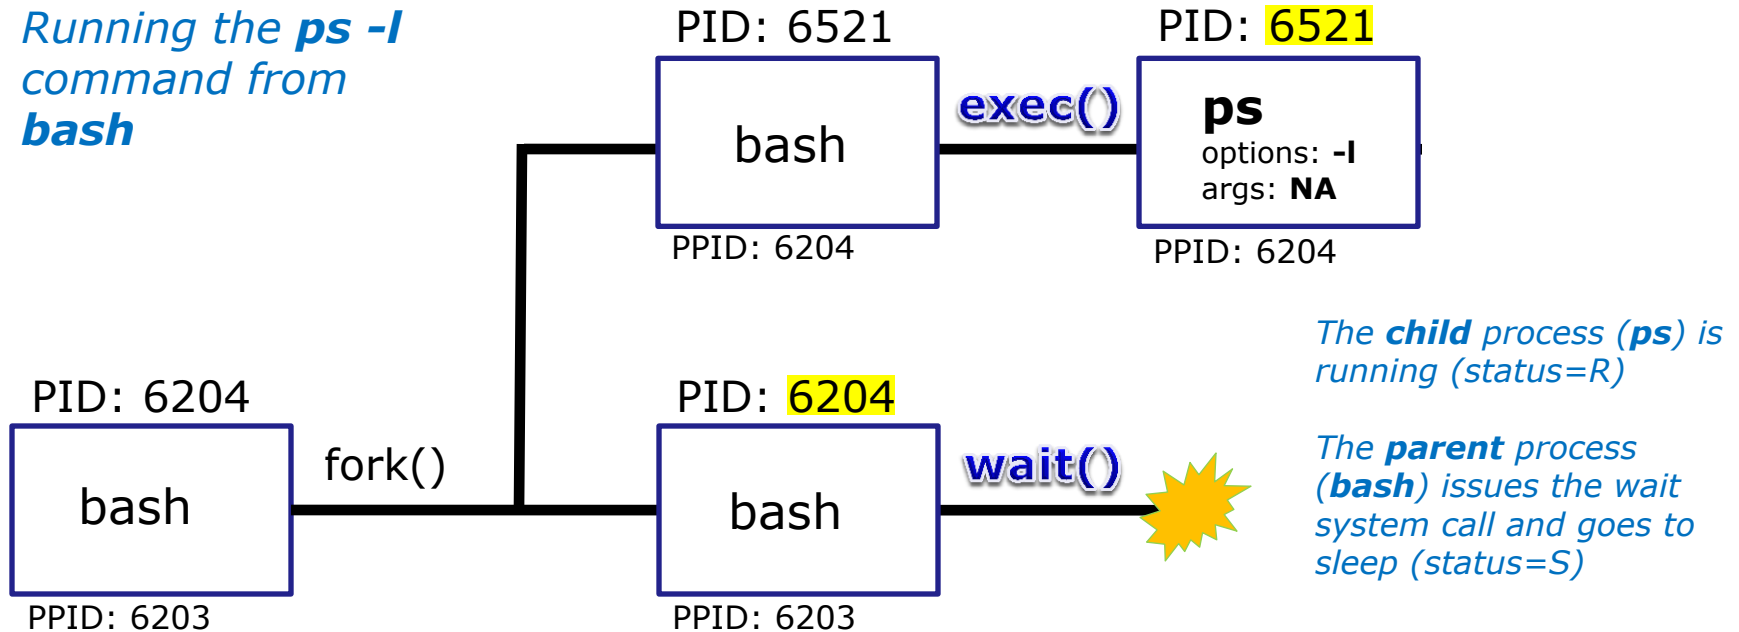 Running the ps -l
command from
bash
PID: 6521
bash
PPID: 6204
exec()
PID: 6521
ps
options: -l
args: NA
PPID: 6204
PID: 6204
bash
PPID: 6203
fork()
PID: 6204
bash
PPID: 6203
wait()
The child process (ps) is
running (status=R)
The parent process
(bash) issues the wait
system call and goes to
sleep (status=S)